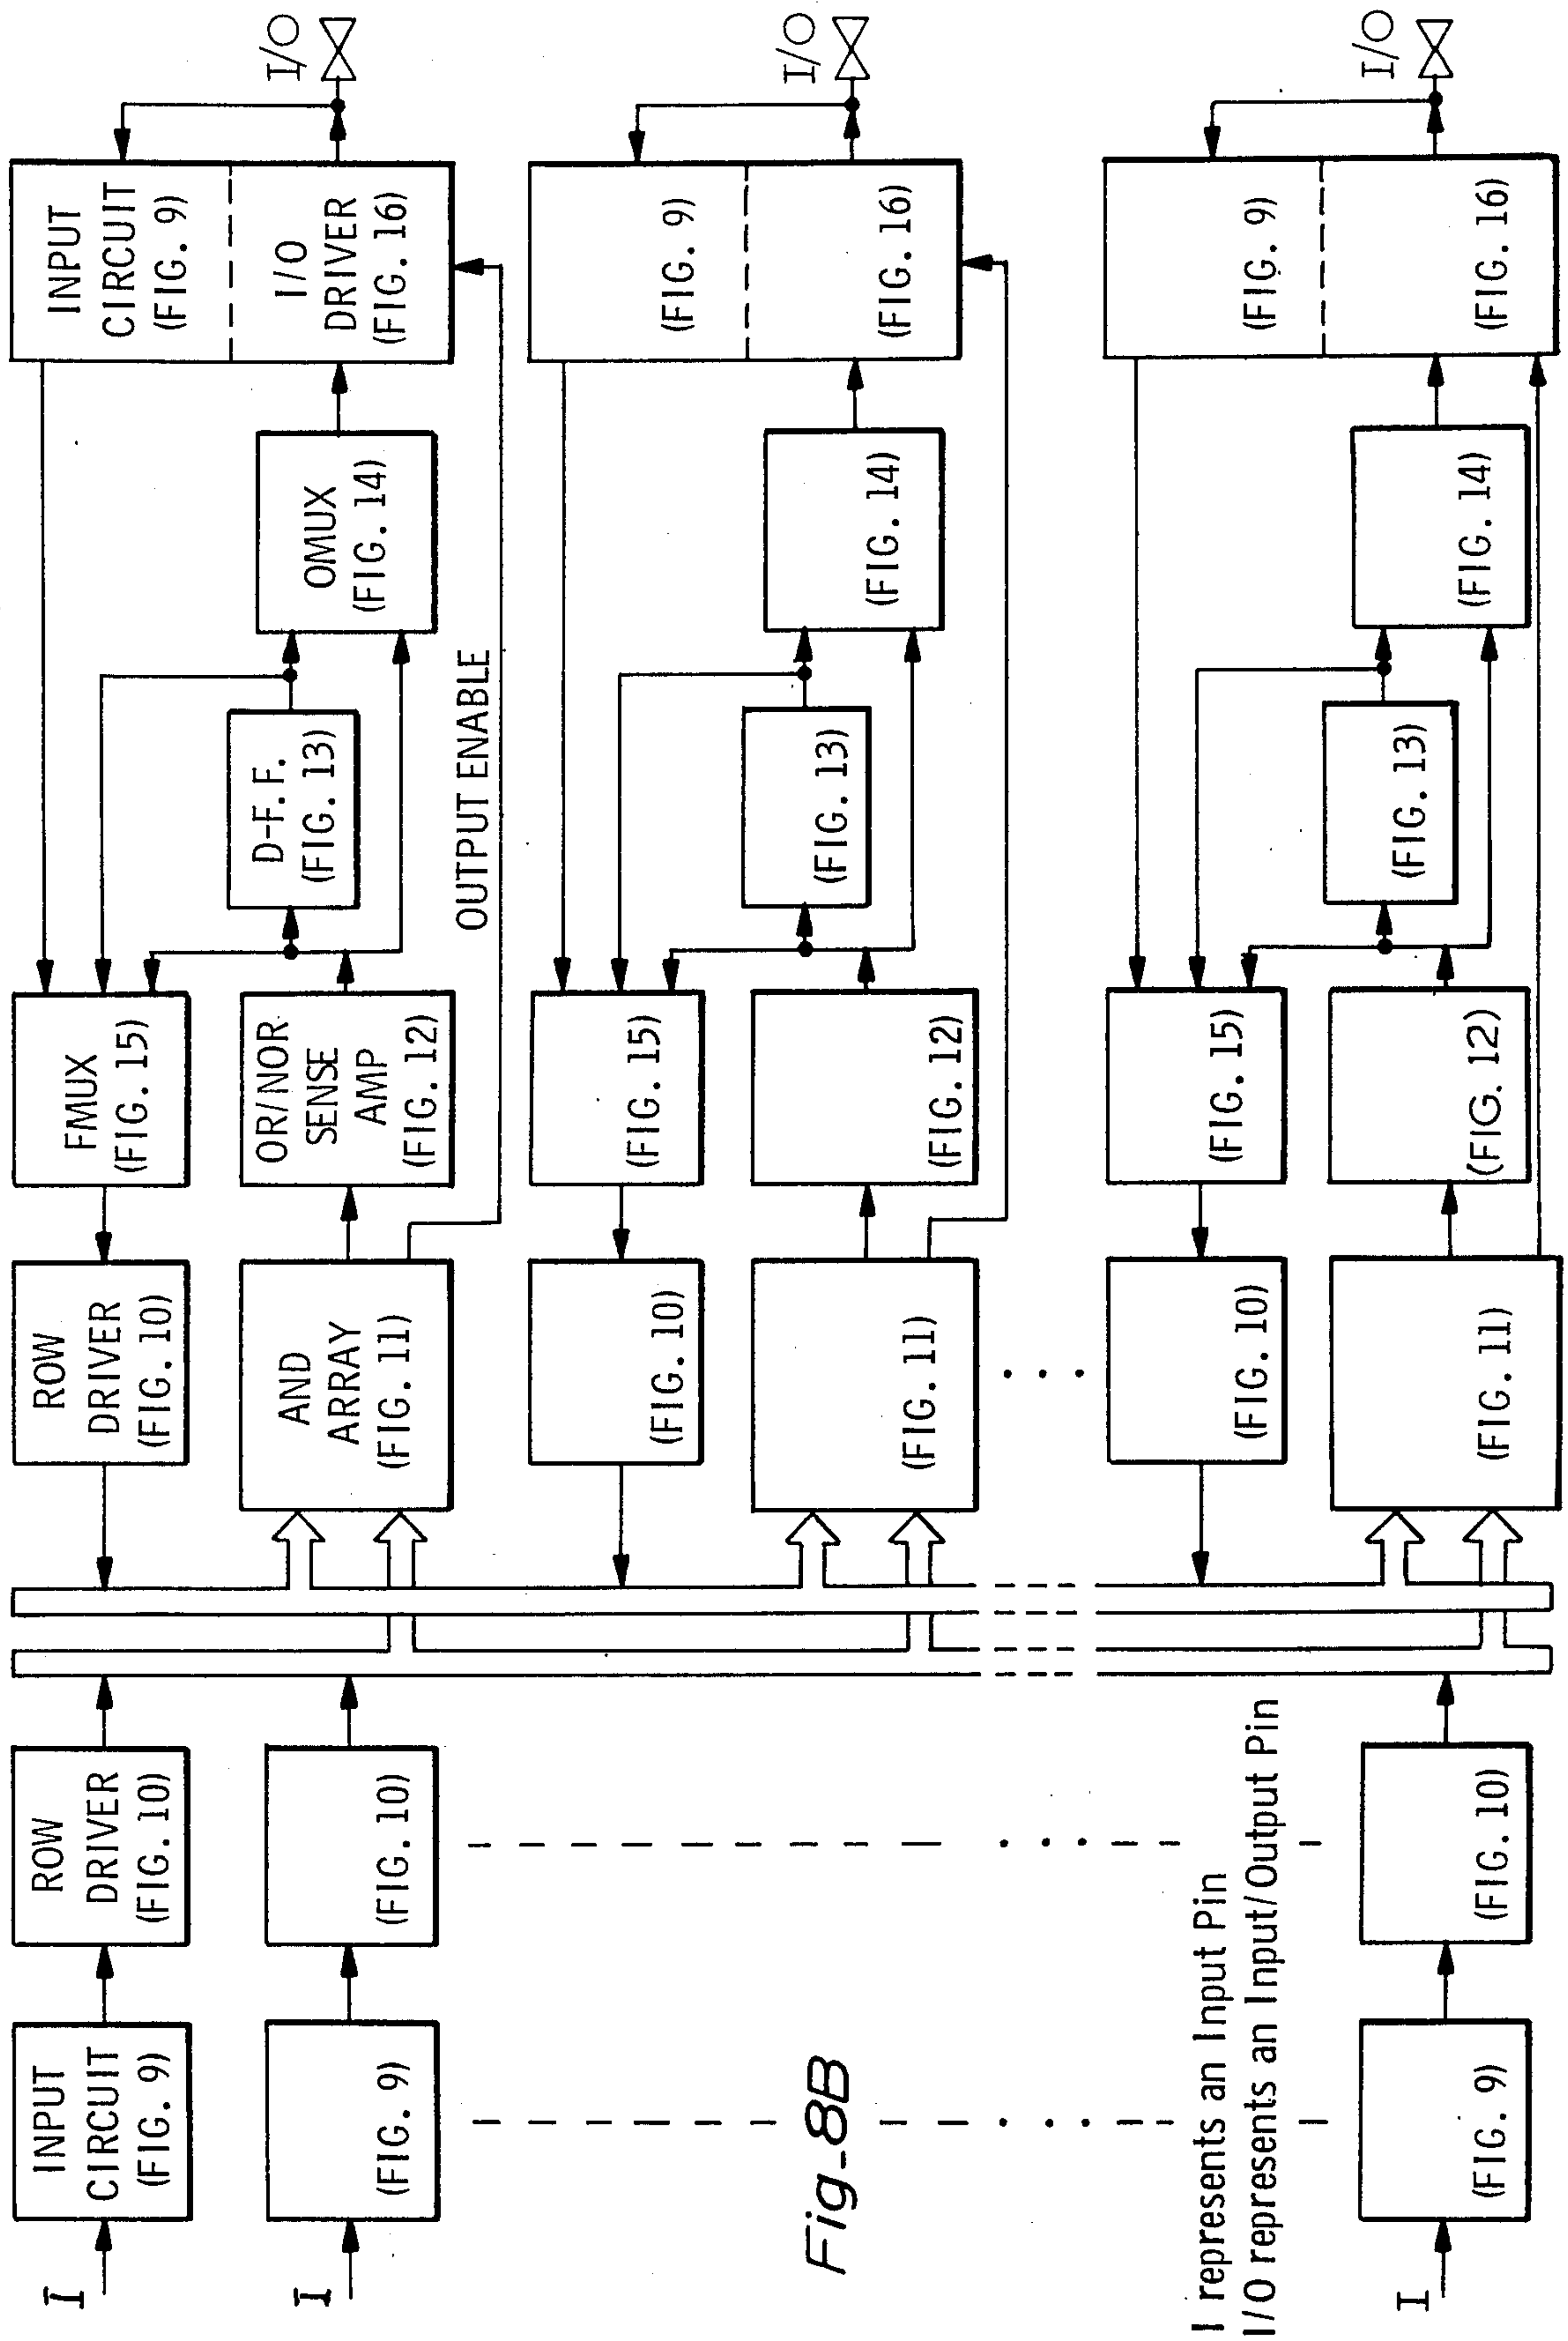 I
INPUT
CIRCUIT
(FIG. 9)
ROW
DRIVER
(FIG. 10)
ROW
DRIVER
(FIG. 10)
FMUX
(FIG. 15)
INPUT
CIRCUIT
(FIG. 9)
I/O
I
(FIG. 9)
(FIG. 10)
AND
ARRAY
(FIG. 11)
OR/NOR
SENSE
AMP
(FIG. 12)
D-F.F.
(FIG. 13)
OMUX
(FIG. 14)
I/O
DRIVER
(FIG. 16)
OUTPUT ENABLE
(FIG. 10)
(FIG. 15)
(FIG. 9)
I/O
(FIG. 11)
(FIG. 12)
(FIG. 13)
(FIG. 14)
(FIG. 16)
Fig_8B
I represents an Input Pin
I/O represents an Input/Output Pin
(FIG. 10)
(FIG. 15)
(FIG. 9)
I/O
I
(FIG. 9)
(FIG. 10)
(FIG. 11)
(FIG. 12)
(FIG. 13)
(FIG. 14)
(FIG. 16)